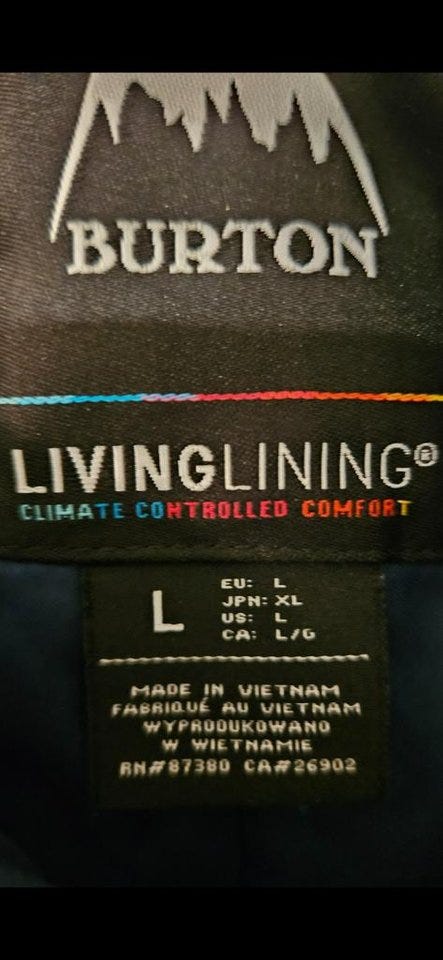 BURTON
LIVINGLINING®
CLIMATE CONTROLLED COMFORT
L
EU: L
JPN: XL
US: L
CA: L/G
MADE IN VIETNAM
FABRIQUÉ AU VIETNAM
WYPRODUKOWANO
W WIETNAMIE
RN#87380 CA#26902